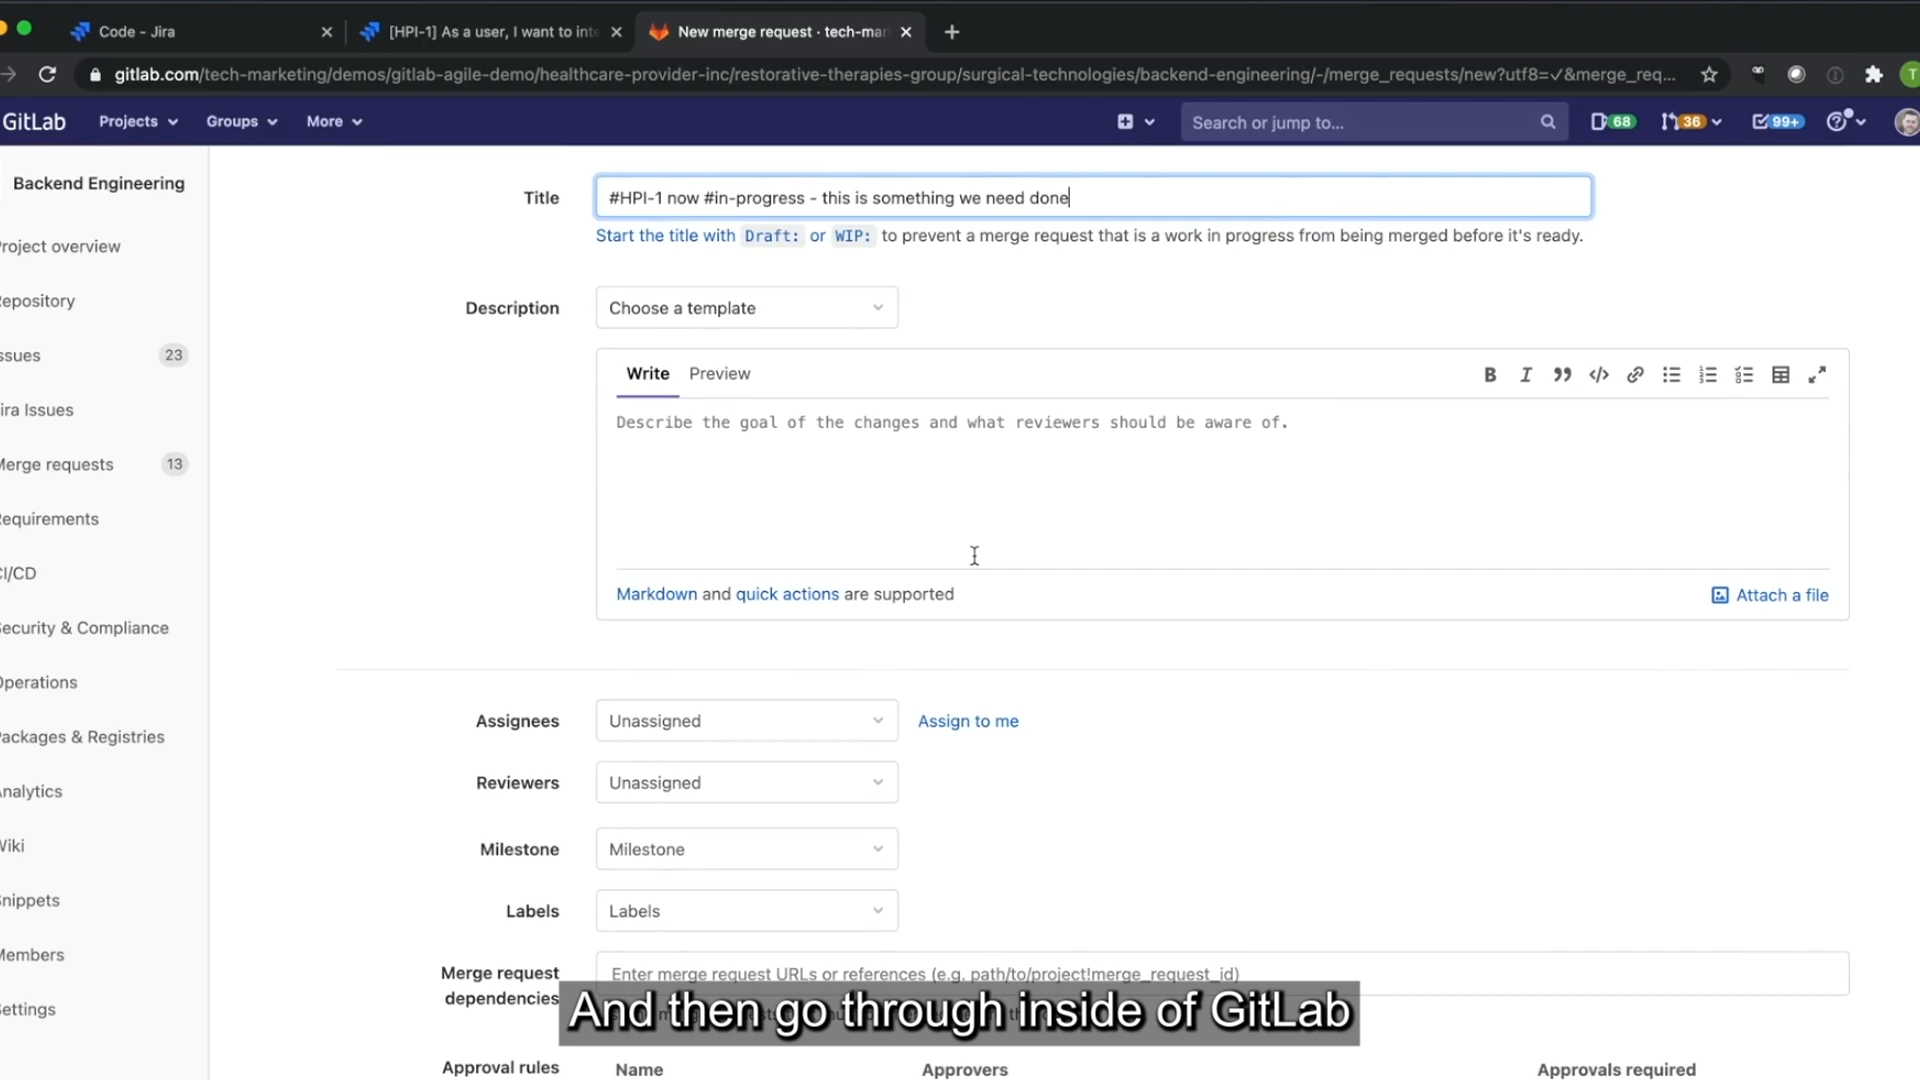 Code - Jira
[HPI-1] As a user, I want to inte
New merge request · tech-mar
gitlab.com/tech-marketing/demos/gitlab-agile-demo/healthcare-provider-inc/restorative-therapies-group/surgical-technologies/backend-engineering/-/merge_requests/new?utf8=✓&merge_req...
T
GitLab
Projects
Groups
More
Search or jump to...
68
36
99+
Backend Engineering
roject overview
epository
ssues 23
ira Issues
Merge requests 13
equirements
CI/CD
Security & Compliance
Operations
ackages & Registries
Analytics
Wiki
Snippets
Members
ettings
Title
#HPI-1 now #in-progress - this is something we need done
Start the title with Draft: or WIP: to prevent a merge request that is a work in progress from being merged before it's ready.
Description
Choose a template
Write Preview
Describe the goal of the changes and what reviewers should be aware of.
Markdown and quick actions are supported
Attach a file
Assignees
Unassigned
Assign to me
Reviewers
Unassigned
Milestone
Milestone
Labels
Labels
Merge request
dependencies
Enter merge request URLs or references (e.g. path/to/project!merge_request_id)
And then go through inside of GitLab
Approval rules
Name Approvers Approvals required